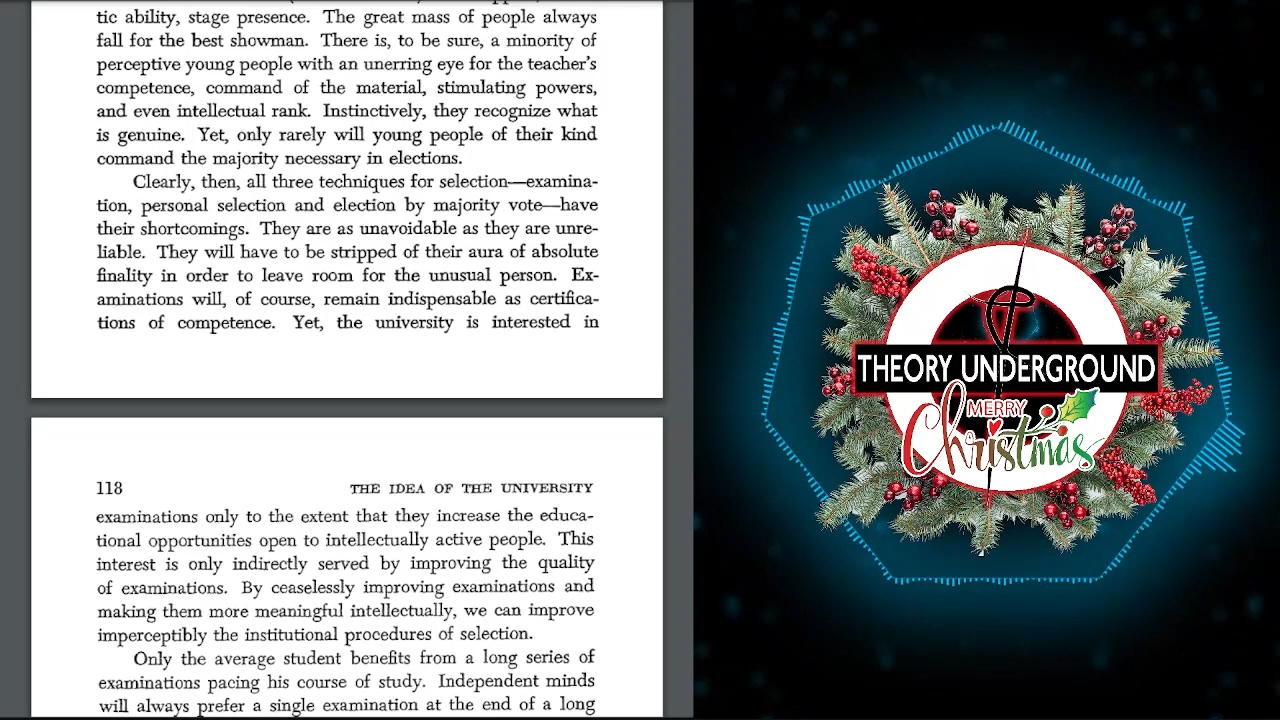 tic ability, stage presence. The great mass of people always
fall for the best showman. There is, to be sure, a minority of
perceptive young people with an unerring eye for the teacher's
competence, command of the material, stimulating powers,
and even intellectual rank. Instinctively, they recognize what
is genuine. Yet, only rarely will young people of their kind
command the majority necessary in elections.
Clearly, then, all three techniques for selection—examina-
tion, personal selection and election by majority vote—have
their shortcomings. They are as unavoidable as they are unre-
liable. They will have to be stripped of their aura of absolute
finality in order to leave room for the unusual person. Ex-
aminations will, of course, remain indispensable as certifica-
tions of competence. Yet, the university is interested in
118 THE IDEA OF THE UNIVERSITY
examinations only to the extent that they increase the educa-
tional opportunities open to intellectually active people. This
interest is only indirectly served by improving the quality
of examinations. By ceaselessly improving examinations and
making them more meaningful intellectually, we can improve
imperceptibly the institutional procedures of selection.
Only the average student benefits from a long series of
examinations pacing his course of study. Independent minds
will always prefer a single examination at the end of a long
THEORY UNDERGROUND
MERRY
Christmas